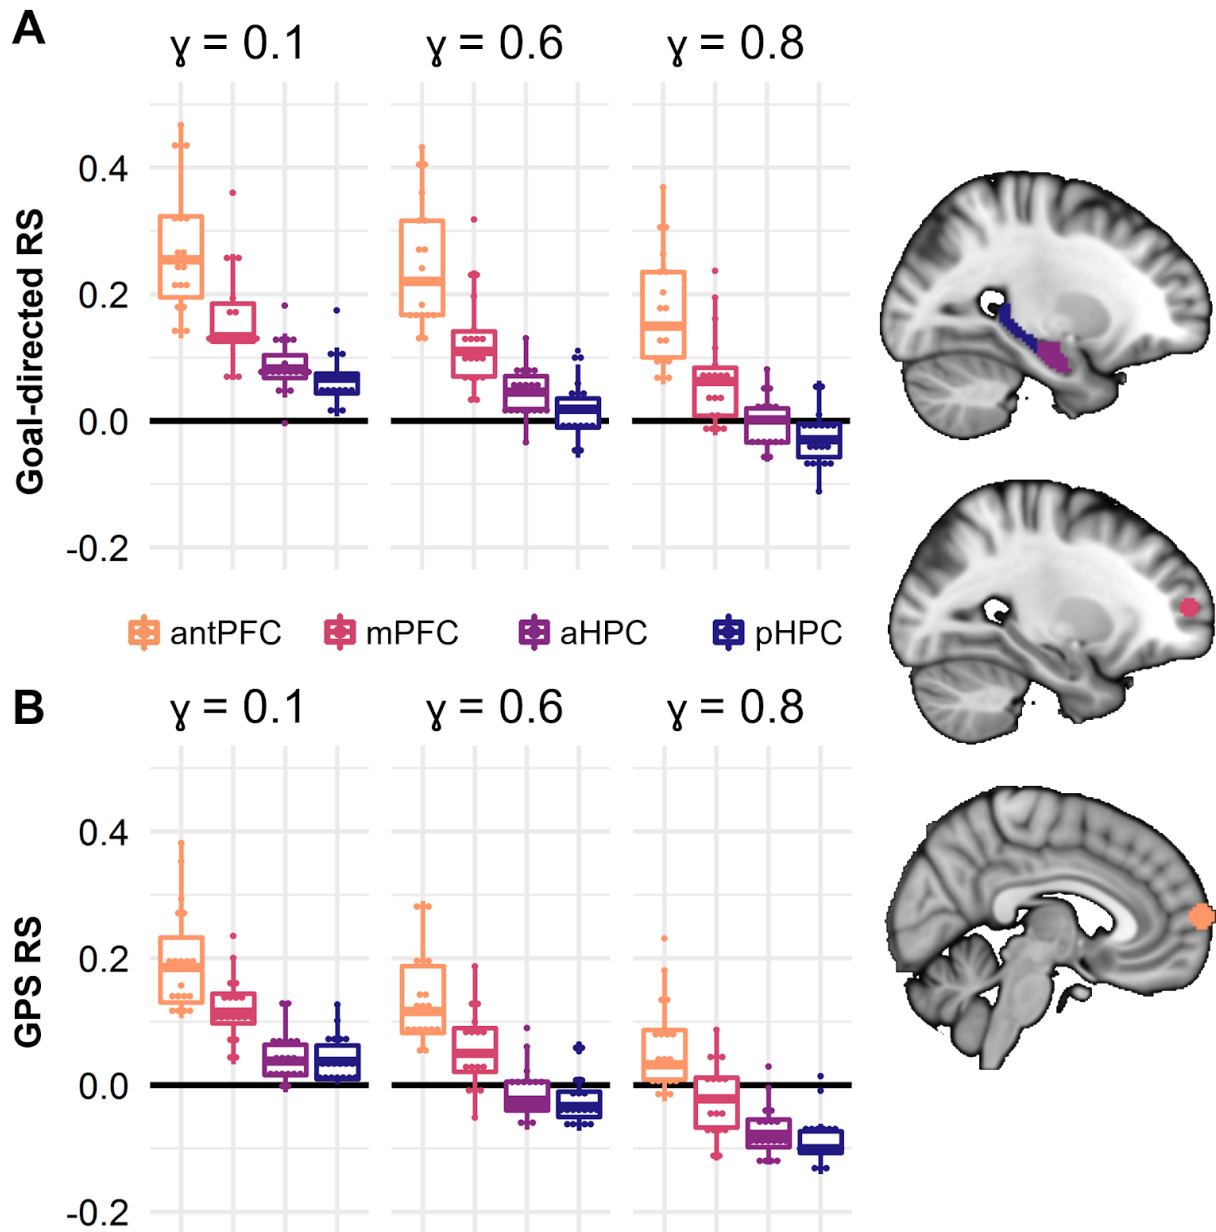 A
γ = 0.1 γ = 0.6 γ = 0.8
Goal-directed RS
0.4
0.2
0.0
-0.2
antPFC mPFC aHPC pHPC
B
γ = 0.1 γ = 0.6 γ = 0.8
GPS RS
0.4
0.2
0.0
-0.2